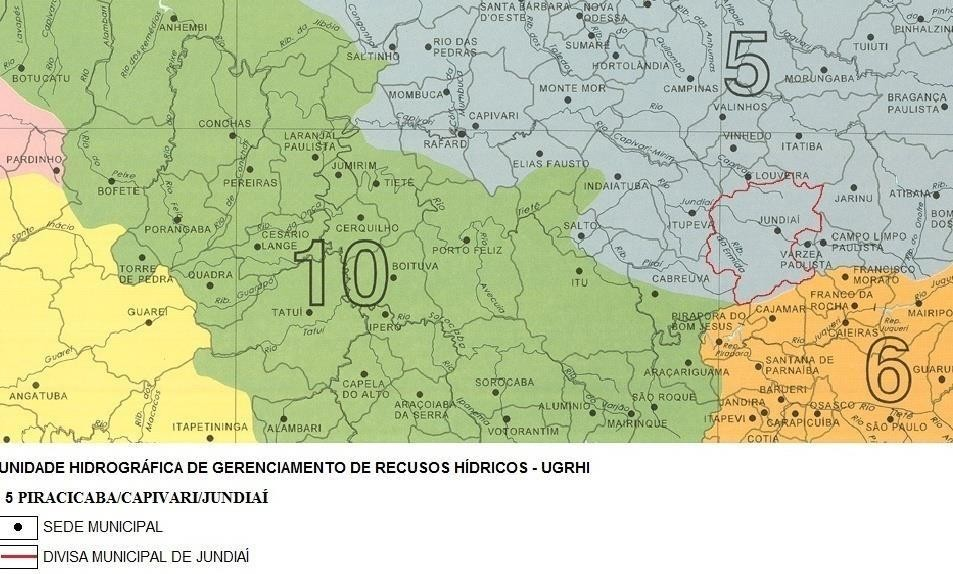 SANTA BÁRBARA
D'OESTE
NOVA
ODESSA
PINHALZIN
ANHEMBI
SALTINHO
RIO DAS
PEDRAS
SUMARÉ
HORTOLÂNDIA
5
TUIUTI
BOTUCATU
MOMBUCA
MONTE MOR
CAMPINAS
MORUNGABA
VALINHOS
BRAGANÇA
PAULISTA
CONCHAS
CAPIVARI
RAFARD
LARANJAL
PAULISTA
VINHEDO
ITATIBA
PARDINHO
BOFETE
PEREIRAS
JUMIRIM
TIETÊ
ELIAS FAUSTO
INDAIATUBA
LOUVEIRA
JARINU
ATIBAIA
PORANGABA
CESÁRIO
LANGE
CERQUILHO
PORTO FELIZ
SALTO
ITUPEVA
JUNDIAÍ
CAMPO LIMPO
PAULISTA
VÁRZEA
PAULISTA
BOM
TORRE
DE PEDRA
QUADRA
10
BOITUVA
ITU
CABREÚVA
FRANCISCO
MORATO
FRANCO DA
ROCHA
GUAREÍ
TATUÍ
IPERÓ
PIRAPORA DO
BOM JESUS
CAJAMAR
CAIEIRAS
MAIRIPO
ANGATUBA
CAPELA
DO ALTO
SOROCABA
ARAÇARIGUAMA
SANTANA DE
PARNAÍBA
6
GUARU
ARAÇOIABA
DA SERRA
ALUMÍNIO
SÃO ROQUE
BARUERI
JANDIRA
OSASCO
ITAPETININGA
ALAMBARI
VOTORANTIM
MAIRINQUE
ITAPEVI
CARAPICUÍBA
SÃO PAULO
COTIA
UNIDADE HIDROGRÁFICA DE GERENCIAMENTO DE RECUSOS HÍDRICOS - UGRHI
5 PIRACICABA/CAPIVARI/JUNDIAÍ
SEDE MUNICIPAL
DIVISA MUNICIPAL DE JUNDIAÍ